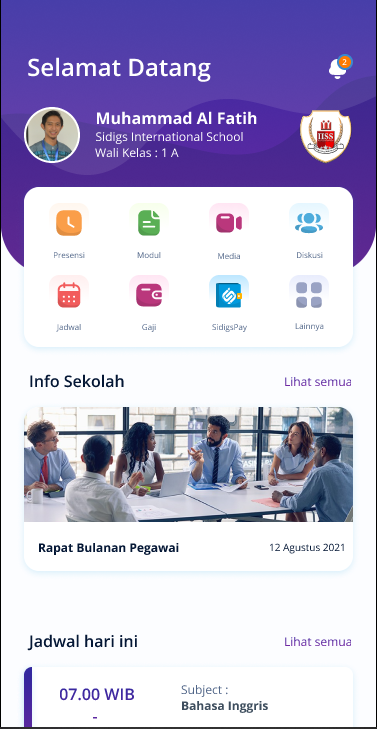 Selamat Datang
2
Muhammad Al Fatih
Sidigs International School
Wali Kelas : 1 A
IISS
Presensi
Modul
Media
Diskusi
Jadwal
Gaji
SidigsPay
Lainnya
Info Sekolah
Lihat semua
Rapat Bulanan Pegawai
12 Agustus 2021
Jadwal hari ini
Lihat semua
07.00 WIB
-
Subject :
Bahasa Inggris